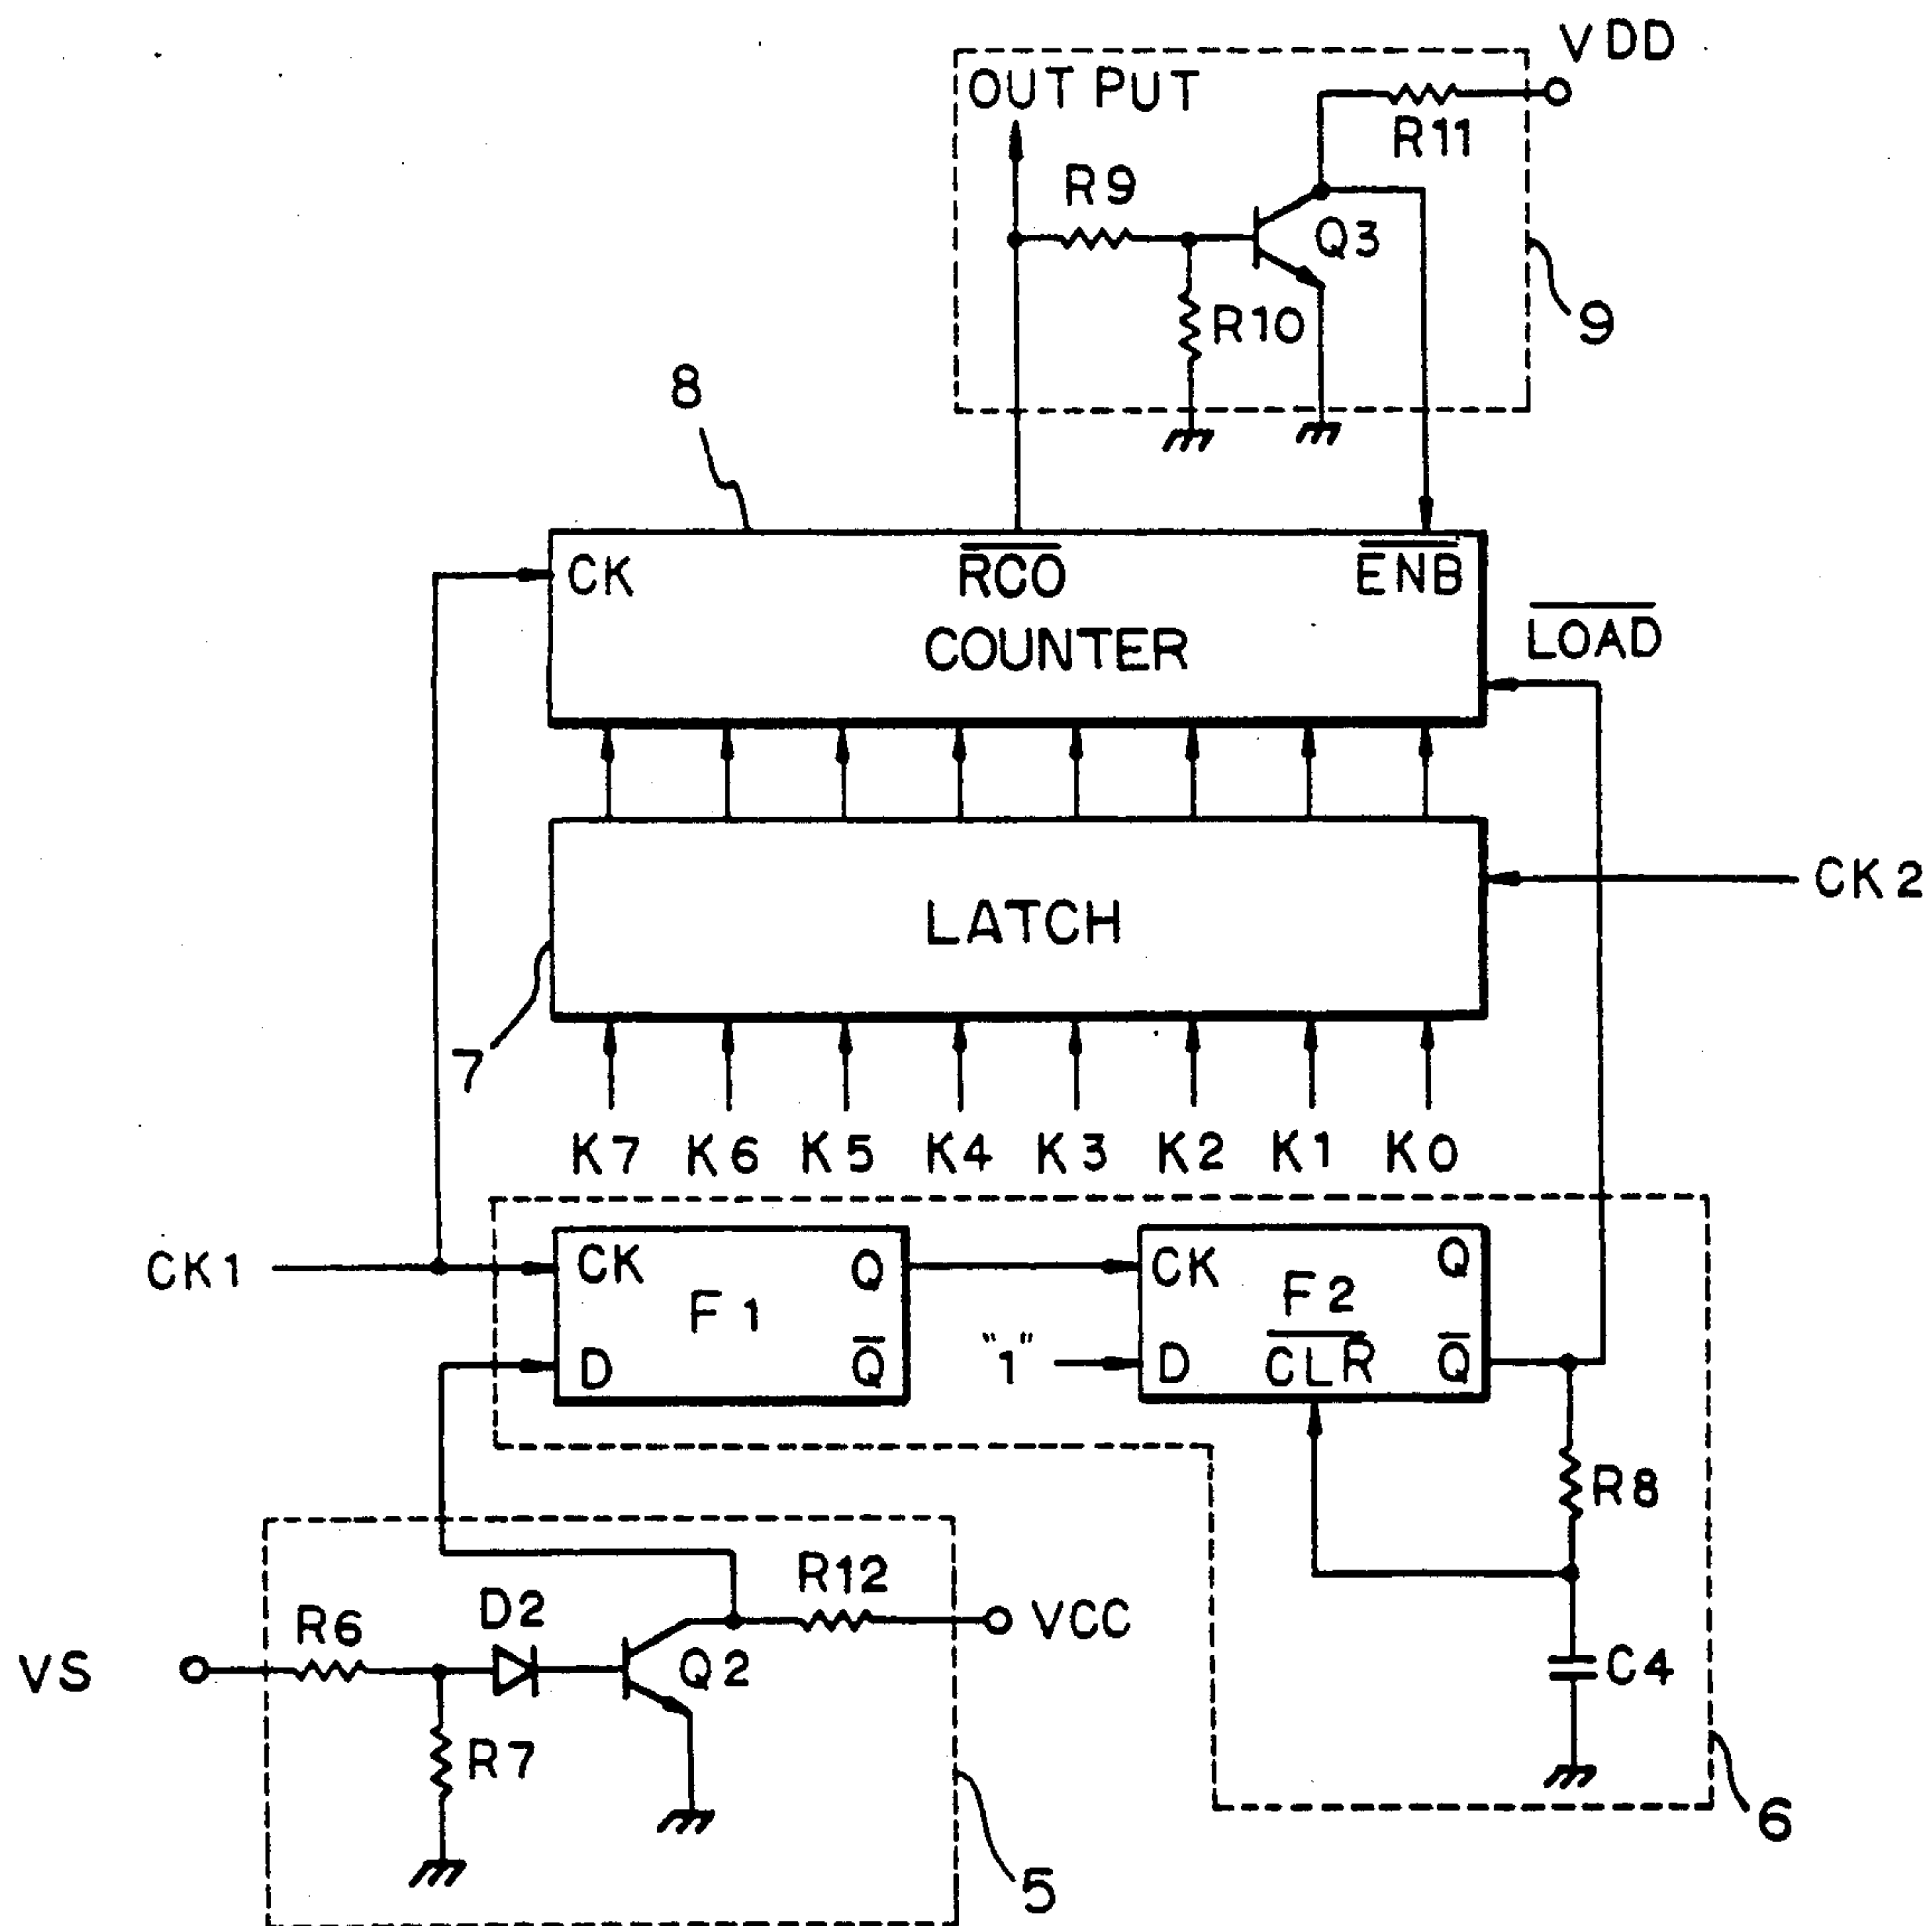 VDD
OUTPUT
R11
R9
Q3
R10
9
8
CK
RCO
ENB
COUNTER
LOAD
CK2
LATCH
7
K7 K6 K5 K4 K3 K2 K1 K0
CK1
CK Q
F1
D Q
CK Q
F2
"1"
D CLR Q
R8
R12
D2
R6
VCC
VS
Q2
C4
R7
6
5